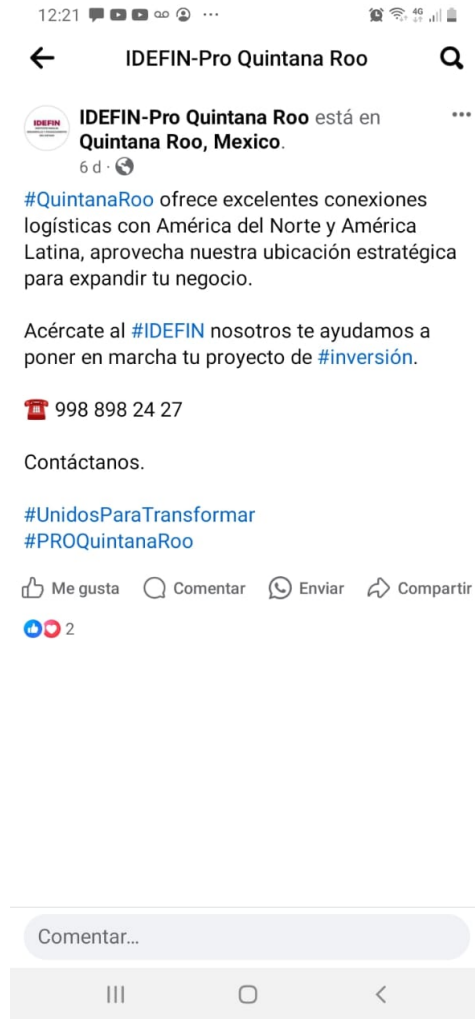 12:21
4G
IDEFIN-Pro Quintana Roo
IDEFIN
IDEFIN-Pro Quintana Roo está en
Quintana Roo, Mexico.
6 d ·
#QuintanaRoo ofrece excelentes conexiones
logísticas con América del Norte y América
Latina, aprovecha nuestra ubicación estratégica
para expandir tu negocio.
Acércate al #IDEFIN nosotros te ayudamos a
poner en marcha tu proyecto de #inversión.
☎️ 998 898 24 27
Contáctanos.
#UnidosParaTransformar
#PROQuintanaRoo
Me gusta Comentar Enviar Compartir
2
Comentar...